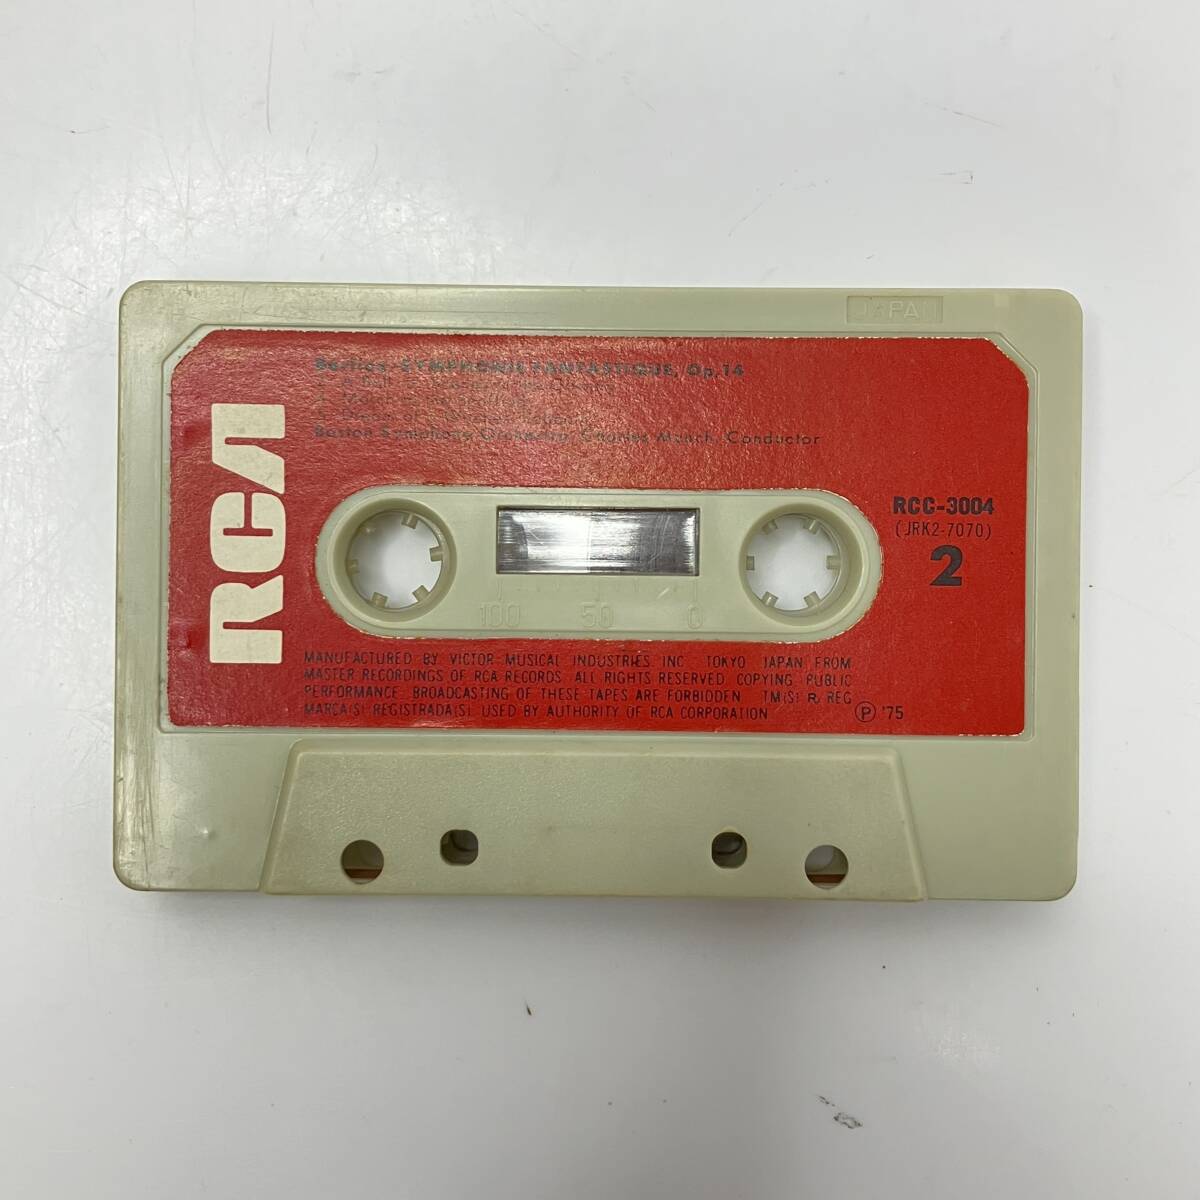 JAPAN
RCA
Berlioz: SYMPHONIE FANTASTIQUE, Op.14
Boston Symphony Orchestra, Charles Munch, Conductor
RCC-3004
(JRK2-7070)
2
100 50 0
MANUFACTURED BY VICTOR MUSICAL INDUSTRIES INC TOKYO JAPAN FROM
MASTER RECORDINGS OF RCA RECORDS ALL RIGHTS RESERVED COPYING PUBLIC
PERFORMANCE BROADCASTING OF THESE TAPES ARE FORBIDDEN TM(S) R REG
MARCA(S) REGISTRADA(S) USED BY AUTHORITY OF RCA CORPORATION Ⓟ '75